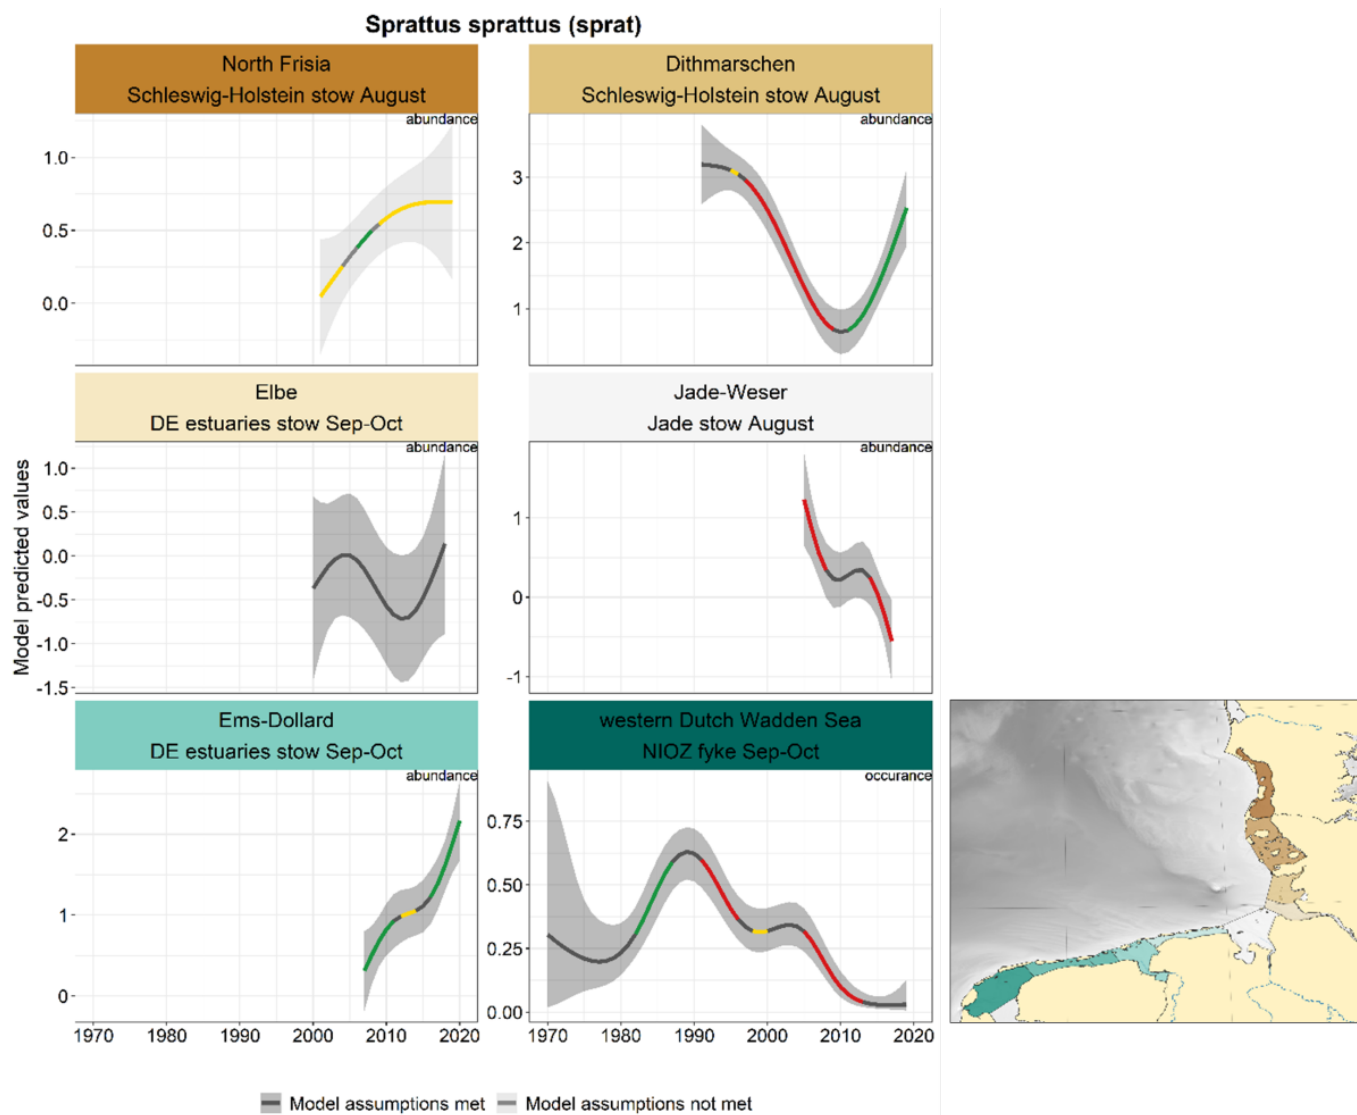 Sprattus sprattus (sprat)
North Frisia
Schleswig-Holstein stow August
abundance
1.0
0.5
0.0
Dithmarschen
Schleswig-Holstein stow August
abundance
3
2
1
Elbe
DE estuaries stow Sep-Oct
abundance
1.0
0.5
0.0
-0.5
-1.0
-1.5
Jade-Weser
Jade stow August
abundance
1
0
-1
Model predicted values
Ems-Dollard
DE estuaries stow Sep-Oct
abundance
2
1
0
1970 1980 1990 2000 2010 2020
western Dutch Wadden Sea
NIOZ fyke Sep-Oct
occurance
0.75
0.50
0.25
0.00
1970 1980 1990 2000 2010 2020
Model assumptions met Model assumptions not met